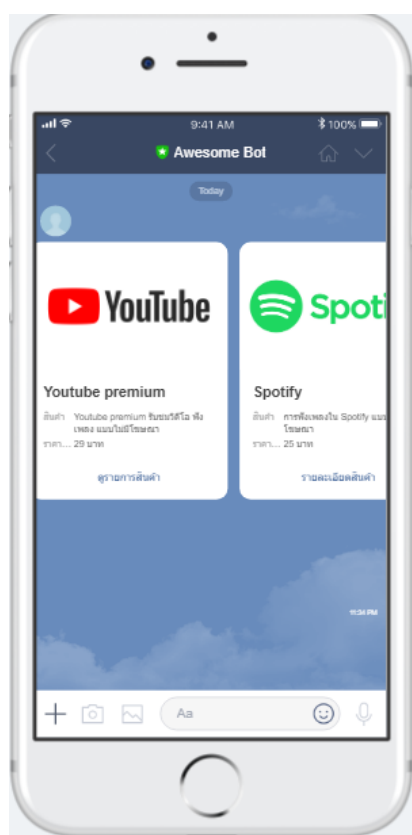 9:41 AM
100%
Awesome Bot
Today
YouTube
Spoti
Youtube premium
สินค้า Youtube premium รับชมวิดีโอ ฟัง
เพลง แบบไม่มีโฆษณา
ราคา... 29 บาท
ดูรายการสินค้า
Spotify
สินค้า การฟังเพลงใน Spotify แบบ
โฆษณา
ราคา... 25 บาท
รายละเอียดสินค้า
11:34 PM
Aa